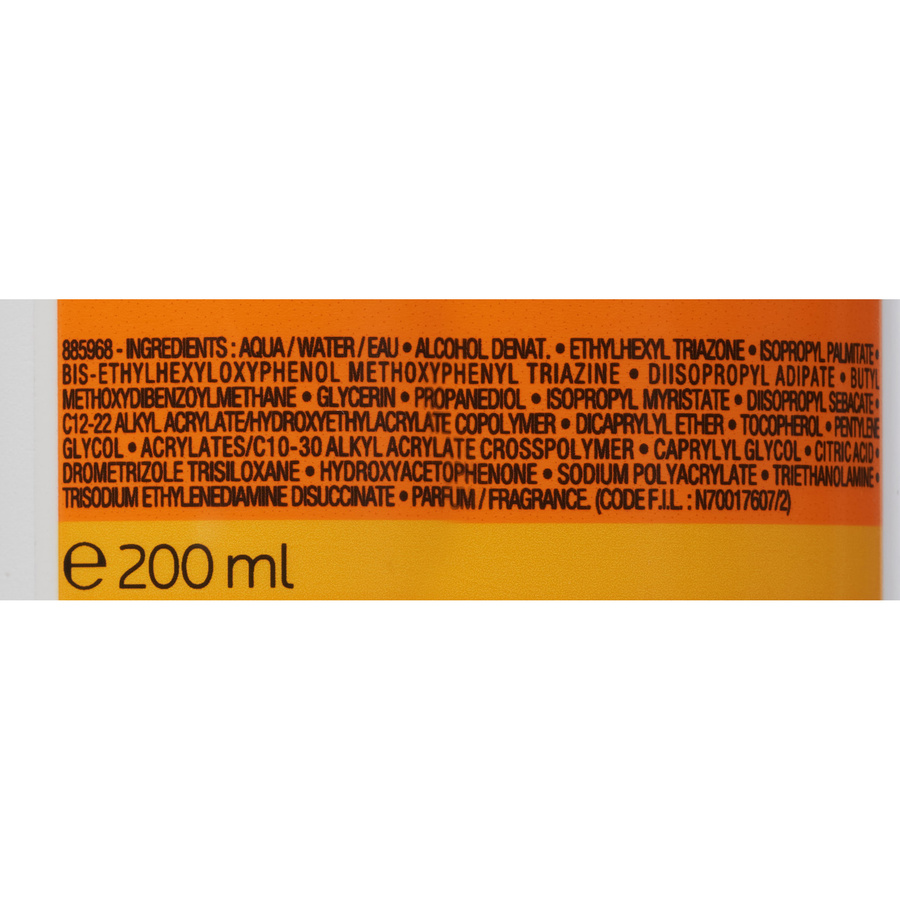 885968 - INGREDIENTS : AQUA / WATER / EAU • ALCOHOL DENAT. • ETHYLHEXYL TRIAZONE • ISOPROPYL PALMITATE •
BIS-ETHYLHEXYLOXYPHENOL METHOXYPHENYL TRIAZINE • DIISOPROPYL ADIPATE • BUTYL
METHOXYDIBENZOYLMETHANE • GLYCERIN • PROPANEDIOL • ISOPROPYL MYRISTATE • DIISOPROPYL SEBACATE •
C12-22 ALKYL ACRYLATE/HYDROXYETHYLACRYLATE COPOLYMER • DICAPRYLYL ETHER • TOCOPHEROL • PENTYLENE
GLYCOL • ACRYLATES/C10-30 ALKYL ACRYLATE CROSSPOLYMER • CAPRYLYL GLYCOL • CITRIC ACID •
DROMETRIZOLE TRISILOXANE • HYDROXYACETOPHENONE • SODIUM POLYACRYLATE • TRIETHANOLAMINE •
TRISODIUM ETHYLENEDIAMINE DISUCCINATE • PARFUM / FRAGRANCE. (CODE F.I.L. : N70017607/2)
e 200 ml